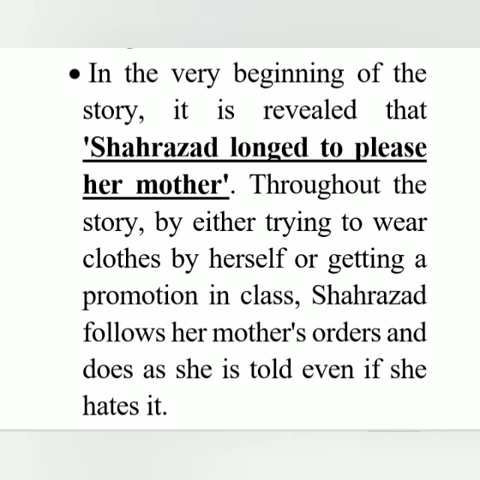 • In the very beginning of the
story, it is revealed that
'Shahrazad longed to please
her mother'. Throughout the
story, by either trying to wear
clothes by herself or getting a
promotion in class, Shahrazad
follows her mother's orders and
does as she is told even if she
hates it.